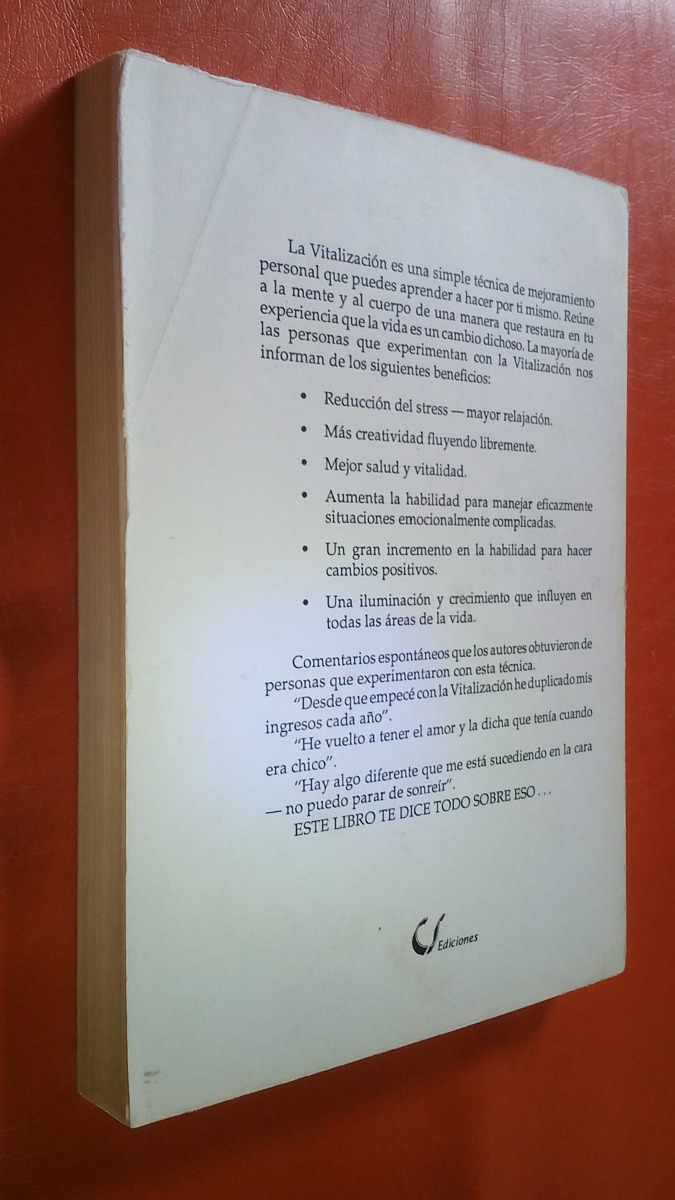 La Vitalización es una simple técnica de mejoramiento
personal que puedes aprender a hacer por ti mismo. Reúne
a la mente y al cuerpo de una manera que restaura en tu
experiencia que la vida es un cambio dichoso. La mayoría de
las personas que experimentan con la Vitalización nos
informan de los siguientes beneficios:
• Reducción del stress — mayor relajación.
• Más creatividad fluyendo libremente.
• Mejor salud y vitalidad.
• Aumenta la habilidad para manejar eficazmente
situaciones emocionalmente complicadas.
• Un gran incremento en la habilidad para hacer
cambios positivos.
• Una iluminación y crecimiento que influyen en
todas las áreas de la vida.
Comentarios espontáneos que los autores obtuvieron de
personas que experimentaron con esta técnica.
“Desde que empecé con la Vitalización he duplicado mis
ingresos cada año”.
“He vuelto a tener el amor y la dicha que tenía cuando
era chico”.
“Hay algo diferente que me está sucediendo en la cara
— no puedo parar de sonreír”.
ESTE LIBRO TE DICE TODO SOBRE ESO . . .
CS Ediciones